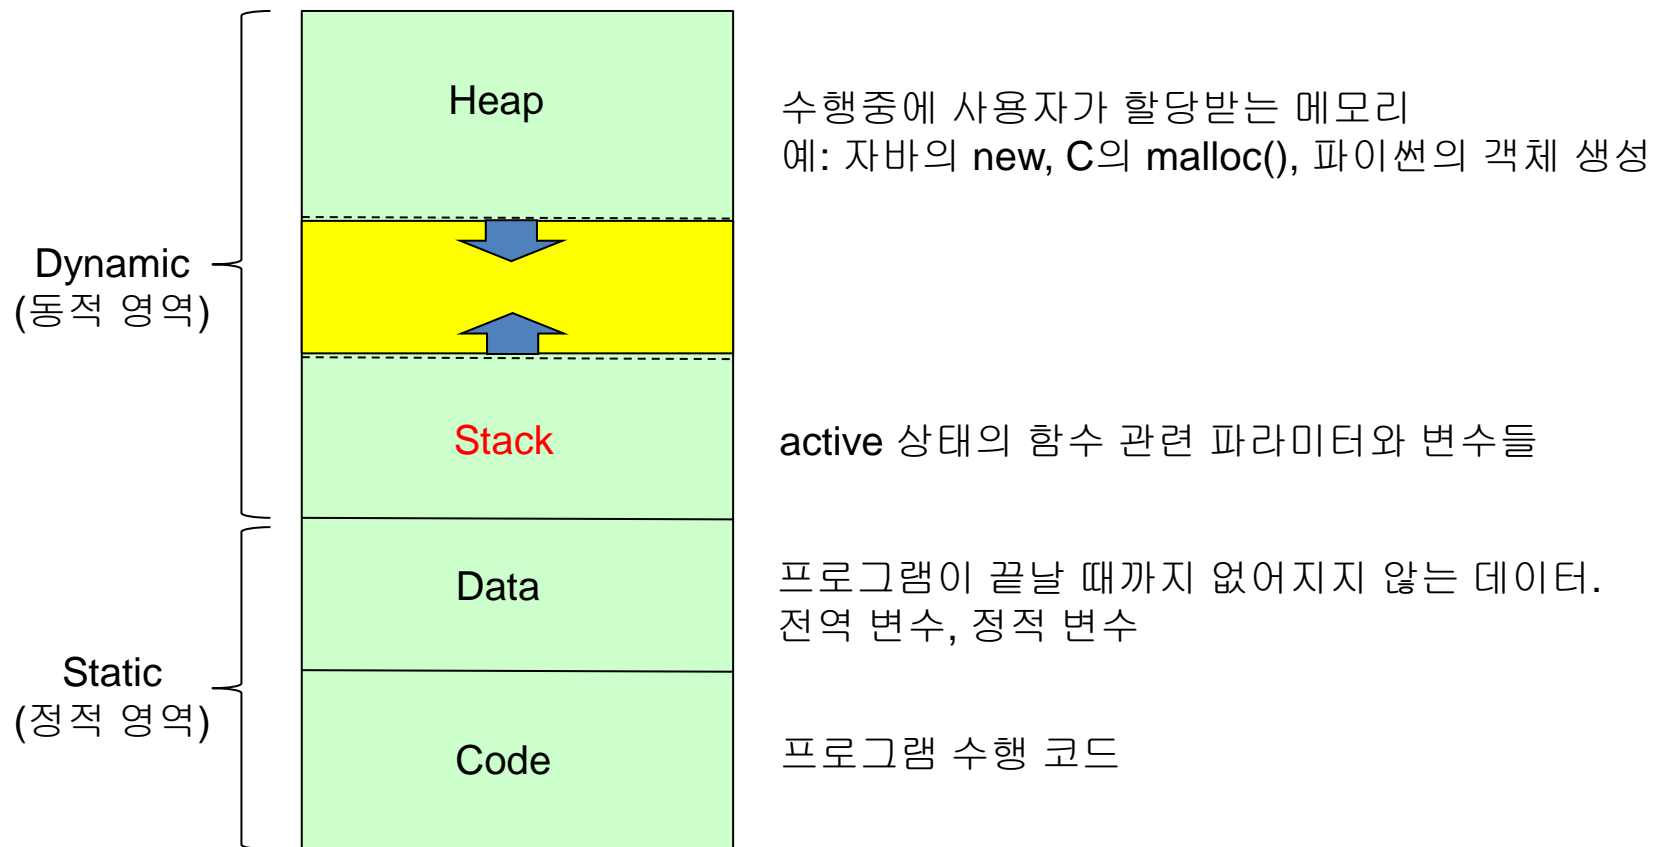 Heap
수행중에 사용자가 할당받는 메모리
예: 자바의 new, C의 malloc(), 파이썬의 객체 생성
Dynamic
(동적 영역)
Stack
active 상태의 함수 관련 파라미터와 변수들
Data
프로그램이 끝날 때까지 없어지지 않는 데이터.
전역 변수, 정적 변수
Static
(정적 영역)
Code
프로그램 수행 코드